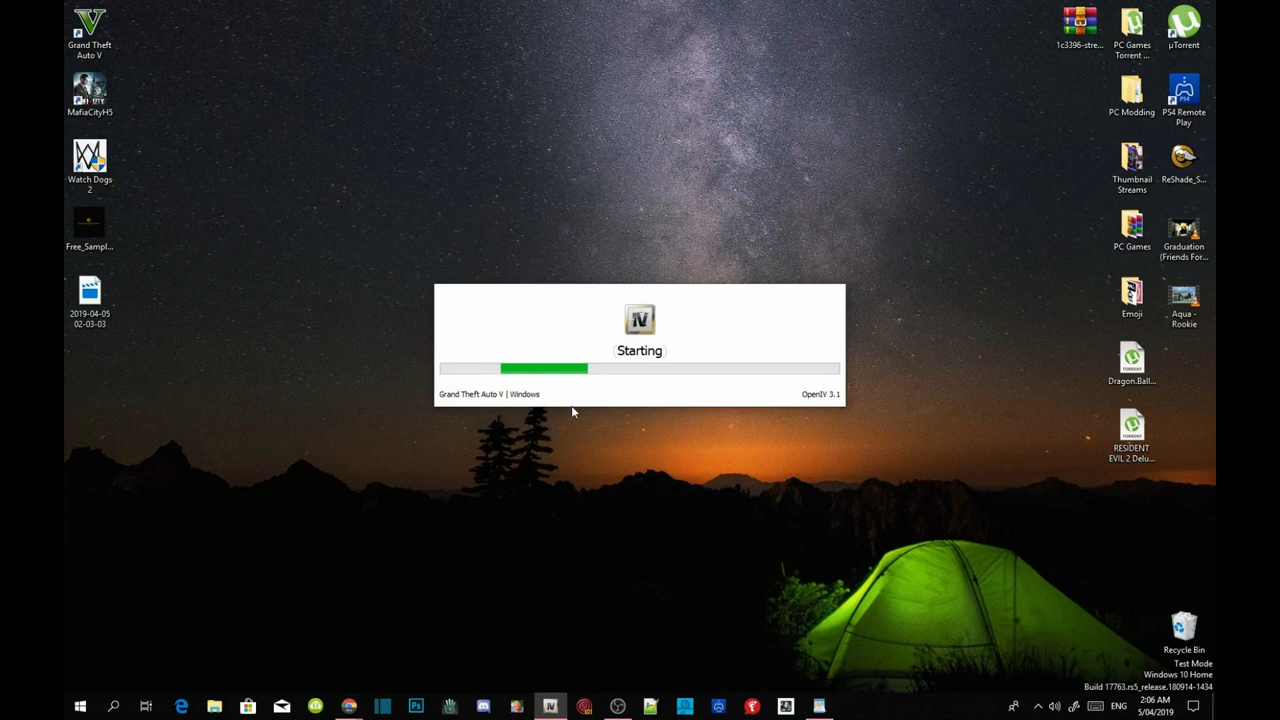 Grand Theft
Auto V
MafiaCityH5
Watch Dogs
2
Free_Sampl...
2019-04-05
02-03-03
1c3396-stre...
PC Games
Torrent ...
µTorrent
PC Modding
PS4 Remote
Play
Thumbnail
Streams
ReShade_S...
PC Games
Graduation
(Friends For...
Emoji
Aqua -
Rookie
Dragon.Ball...
RESIDENT
EVIL 2 Delu...
Starting
Grand Theft Auto V | Windows
OpenIV 3.1
Recycle Bin
Test Mode
Windows 10 Home
Build 17763.rs5_release.180914-1434
ENG
2:06 AM
5/04/2019